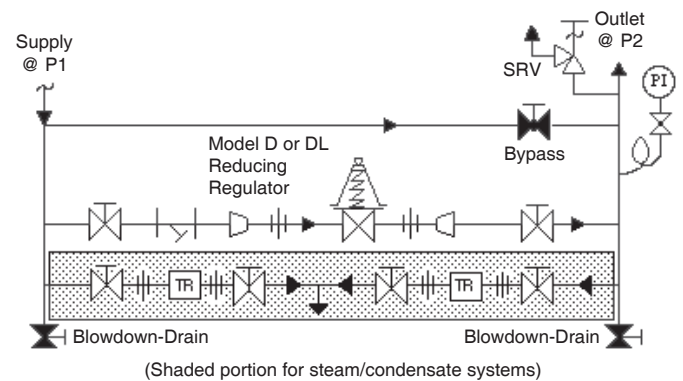 Supply
@ P1
Outlet
@ P2
SRV
PI
Bypass
Model D or DL
Reducing
Regulator
TR
TR
Blowdown-Drain
Blowdown-Drain
(Shaded portion for steam/condensate systems)